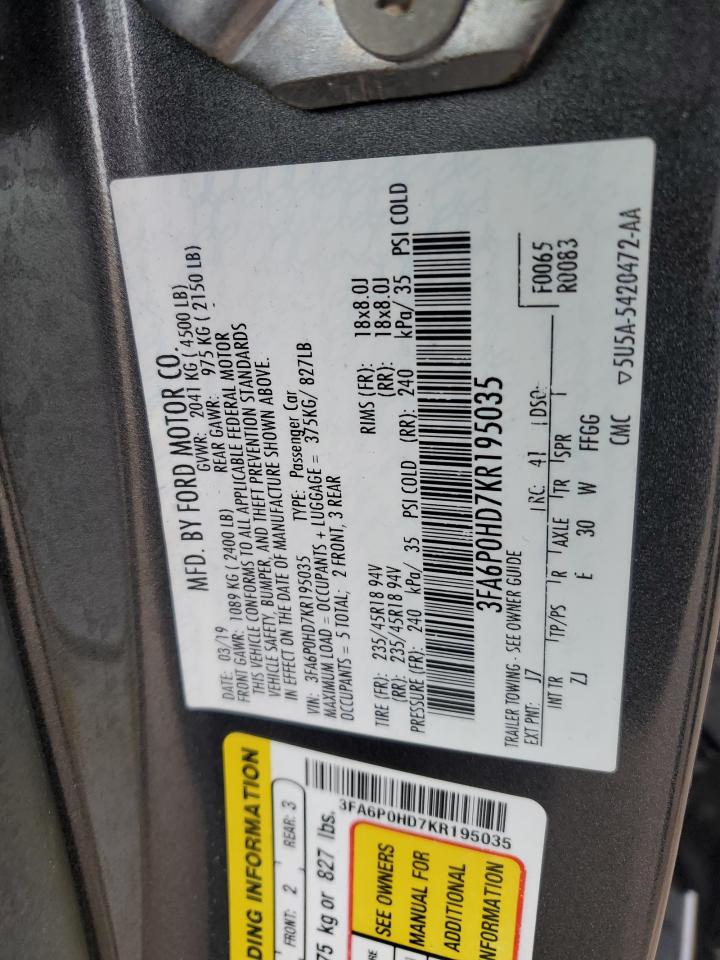 MFD. BY FORD MOTOR CO.
DATE: 03/19 GVWR: 2041 KG ( 4500 LB)
FRONT GAWR: 1089 KG ( 2400 LB) REAR GAWR: 975 KG ( 2150 LB)
THIS VEHICLE CONFORMS TO ALL APPLICABLE FEDERAL MOTOR
VEHICLE SAFETY, BUMPER, AND THEFT PREVENTION STANDARDS
IN EFFECT ON THE DATE OF MANUFACTURE SHOWN ABOVE.
VIN: 3FA6P0HD7KR195035 TYPE: Passenger Car
MAXIMUM LOAD = OCCUPANTS + LUGGAGE = 375KG/ 827LB
OCCUPANTS = 5 TOTAL; 2 FRONT, 3 REAR
TIRE (FR): 235/45R18 94V RIMS (FR): 18x8.0J
(RR): 235/45R18 94V (RR): 18x8.0J
PRESSURE (FR): 240 kPa/ 35 PSI COLD (RR): 240 kPa/ 35 PSI COLD
3FA6P0HD7KR195035
TRAILER TOWING - SEE OWNER GUIDE
EXT PNT: J7 RC: 41 DSO: F0065
R0083
INT TR TP/PS R AXLE TR SPR
ZJ E 30 W FFGG
CMC ▽5U5A-5420472-AA
DING INFORMATION
FRONT: 2 REAR: 3
75 kg or 827 lbs.
3FA6P0HD7KR195035
SEE OWNERS
MANUAL FOR
ADDITIONAL
NFORMATION